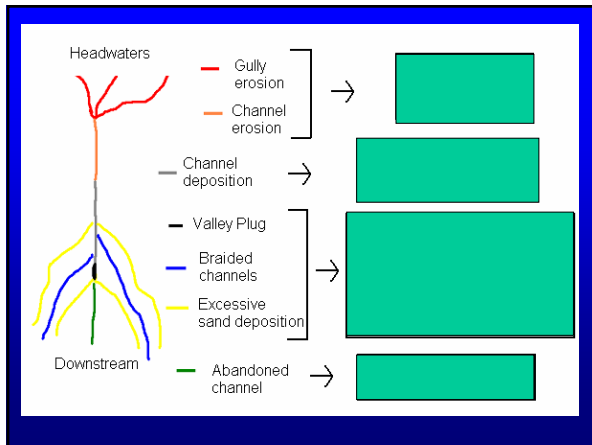 Headwaters
Gully
erosion
Channel
erosion
Channel
deposition
Valley Plug
Braided
channels
Excessive
sand deposition
Downstream
Abandoned
channel